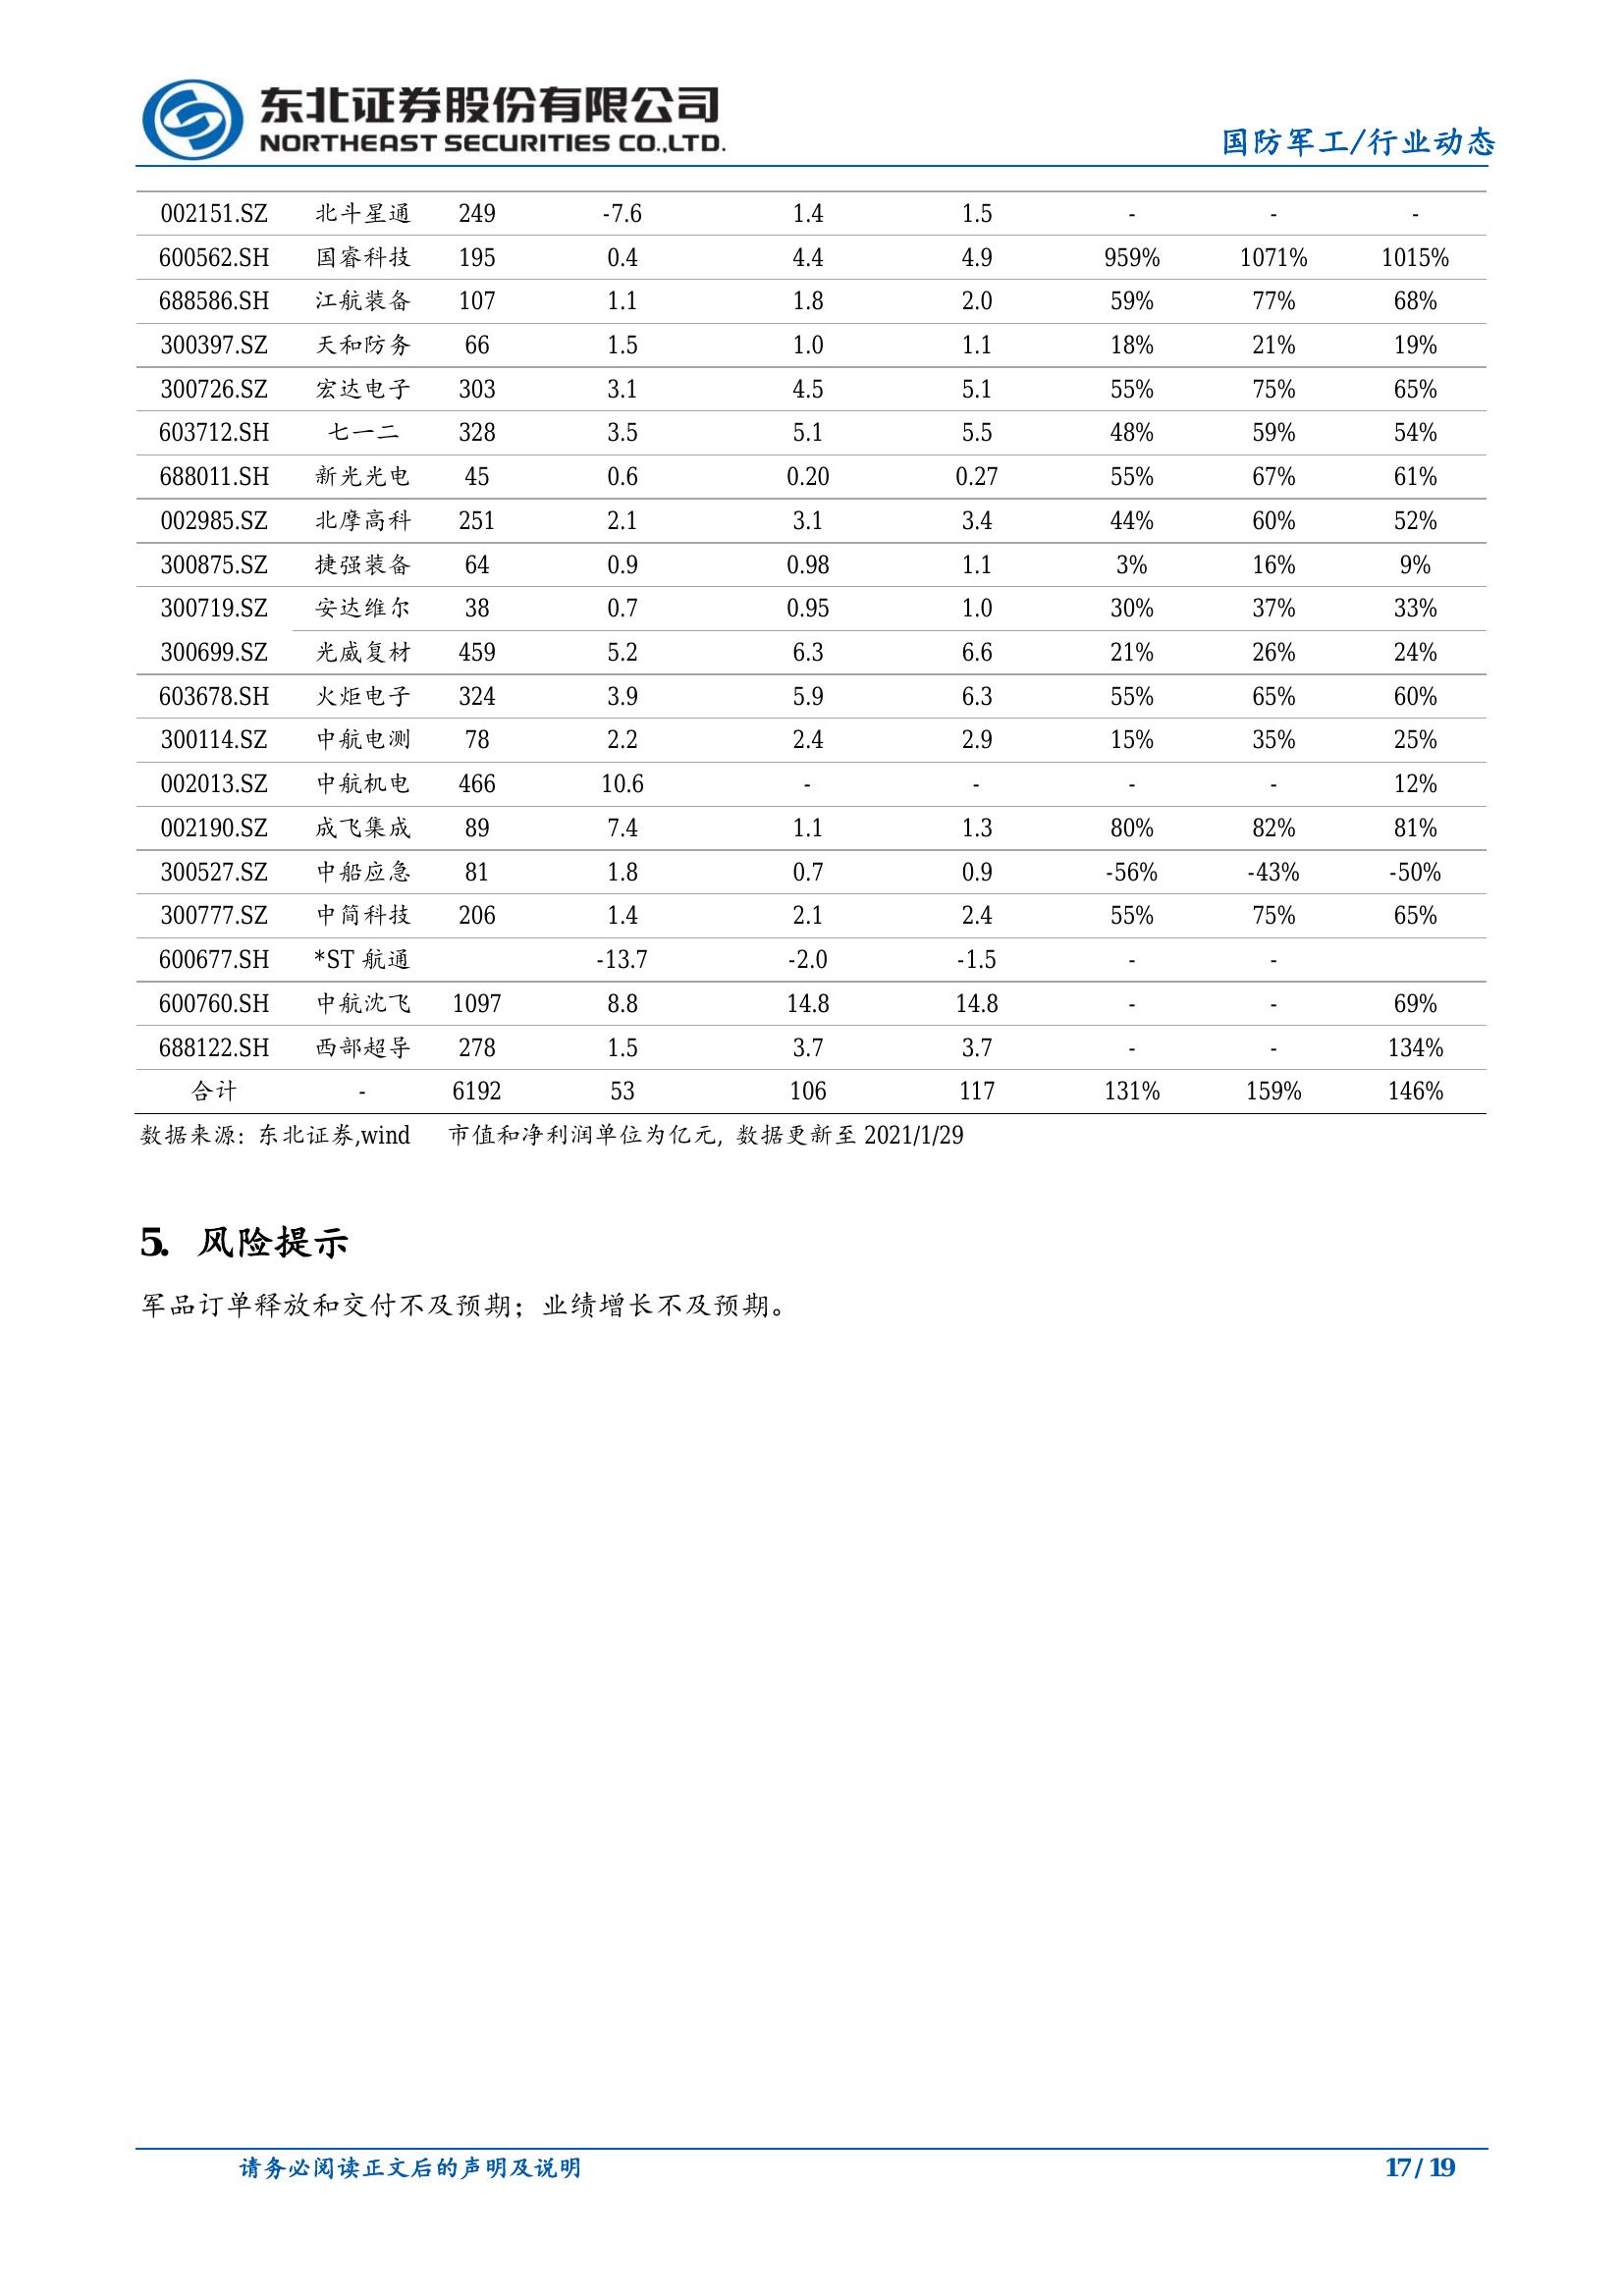 东北证券股份有限公司
NORTHEAST SECURITIES CO.,LTD.
国防军工/行业动态
002151.SZ 北斗星通 249 -7.6 1.4 1.5 - - -
600562.SH 国睿科技 195 0.4 4.4 4.9 959% 1071% 1015%
688586.SH 江航装备 107 1.1 1.8 2.0 59% 77% 68%
300397.SZ 天和防务 66 1.5 1.0 1.1 18% 21% 19%
300726.SZ 宏达电子 303 3.1 4.5 5.1 55% 75% 65%
603712.SH 七一二 328 3.5 5.1 5.5 48% 59% 54%
688011.SH 新光光电 45 0.6 0.20 0.27 55% 67% 61%
002985.SZ 北摩高科 251 2.1 3.1 3.4 44% 60% 52%
300875.SZ 捷强装备 64 0.9 0.98 1.1 3% 16% 9%
300719.SZ 安达维尔 38 0.7 0.95 1.0 30% 37% 33%
300699.SZ 光威复材 459 5.2 6.3 6.6 21% 26% 24%
603678.SH 火炬电子 324 3.9 5.9 6.3 55% 65% 60%
300114.SZ 中航电测 78 2.2 2.4 2.9 15% 35% 25%
002013.SZ 中航机电 466 10.6 - - - - 12%
002190.SZ 成飞集成 89 7.4 1.1 1.3 80% 82% 81%
300527.SZ 中船应急 81 1.8 0.7 0.9 -56% -43% -50%
300777.SZ 中简科技 206 1.4 2.1 2.4 55% 75% 65%
600677.SH *ST 航通 -13.7 -2.0 -1.5 - -
600760.SH 中航沈飞 1097 8.8 14.8 14.8 - - 69%
688122.SH 西部超导 278 1.5 3.7 3.7 - - 134%
合计 - 6192 53 106 117 131% 159% 146%
数据来源：东北证券,wind 市值和净利润单位为亿元，数据更新至 2021/1/29
5. 风险提示
军品订单释放和交付不及预期；业绩增长不及预期。
请务必阅读正文后的声明及说明 17 / 19